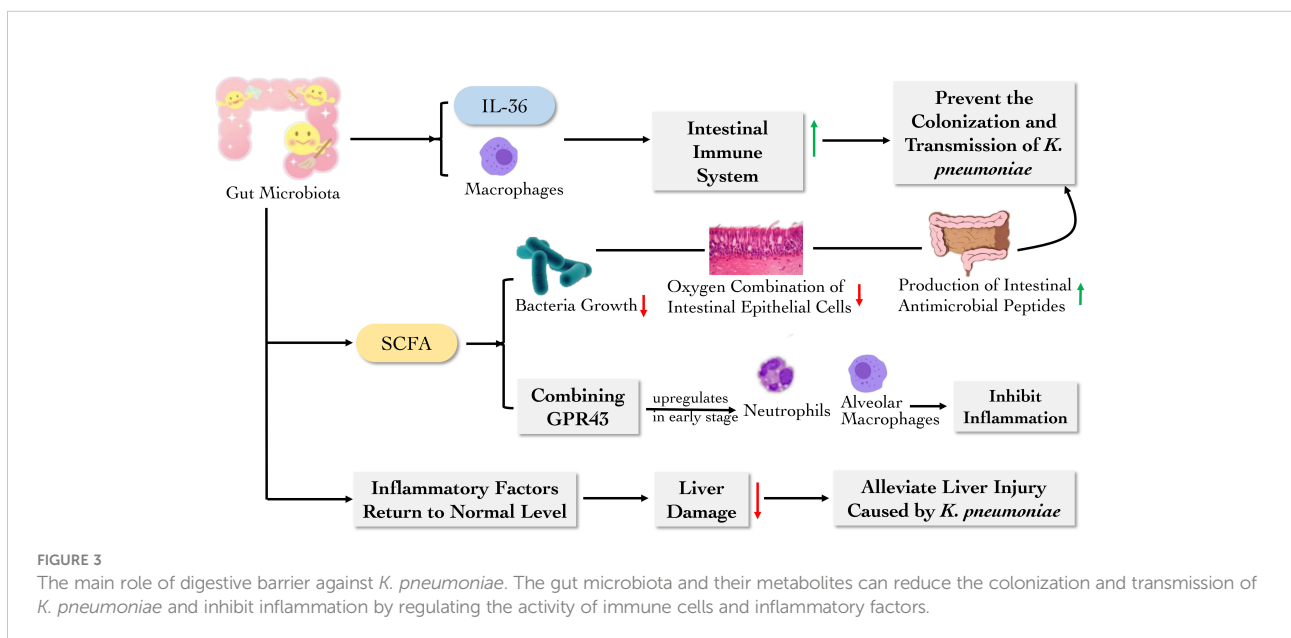 Gut Microbiota
IL-36
Macrophages
Intestinal
Immune
System
Prevent the
Colonization and
Transmission of K.
pneumoniae
Bacteria Growth
Oxygen Combination of
Intestinal Epithelial Cells
Production of Intestinal
Antimicrobial Peptides
SCFA
Combining
GPR43
upregulates
in early stage
Neutrophils
Alveolar
Macrophages
Inhibit
Inflammation
Inflammatory Factors
Return to Normal Level
Liver
Damage
Alleviate Liver Injury
Caused by K. pneumoniae
FIGURE 3
The main role of digestive barrier against K. pneumoniae. The gut microbiota and their metabolites can reduce the colonization and transmission of
K. pneumoniae and inhibit inflammation by regulating the activity of immune cells and inflammatory factors.